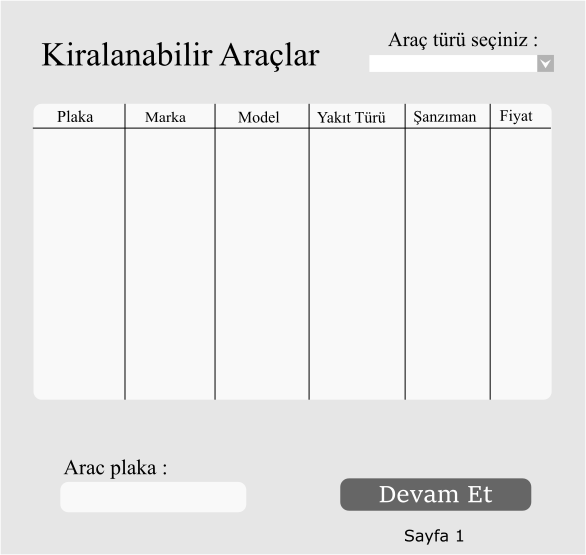 Kiralanabilir Araçlar
Araç türü seçiniz :
Plaka Marka Model Yakıt Türü Şanzıman Fiyat
Arac plaka :
Devam Et
Sayfa 1